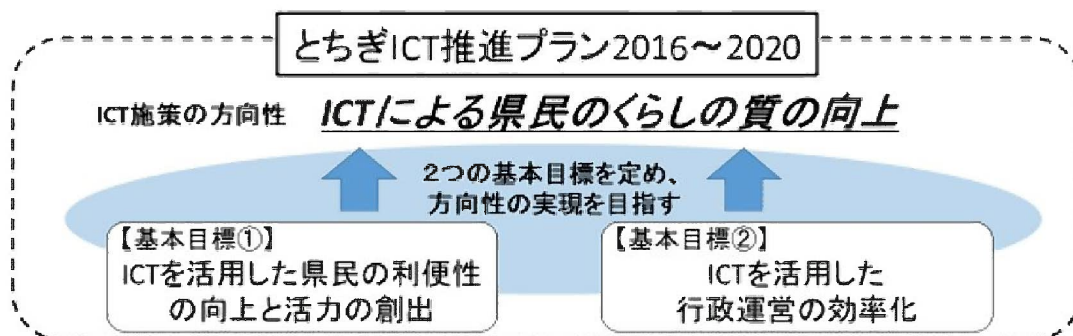 とちぎICT推進プラン2016～2020
ICT施策の方向性 ICTによる県民のくらしの質の向上
2つの基本目標を定め、
方向性の実現を目指す
【基本目標①】
ICTを活用した県民の利便性
の向上と活力の創出
【基本目標②】
ICTを活用した
行政運営の効率化